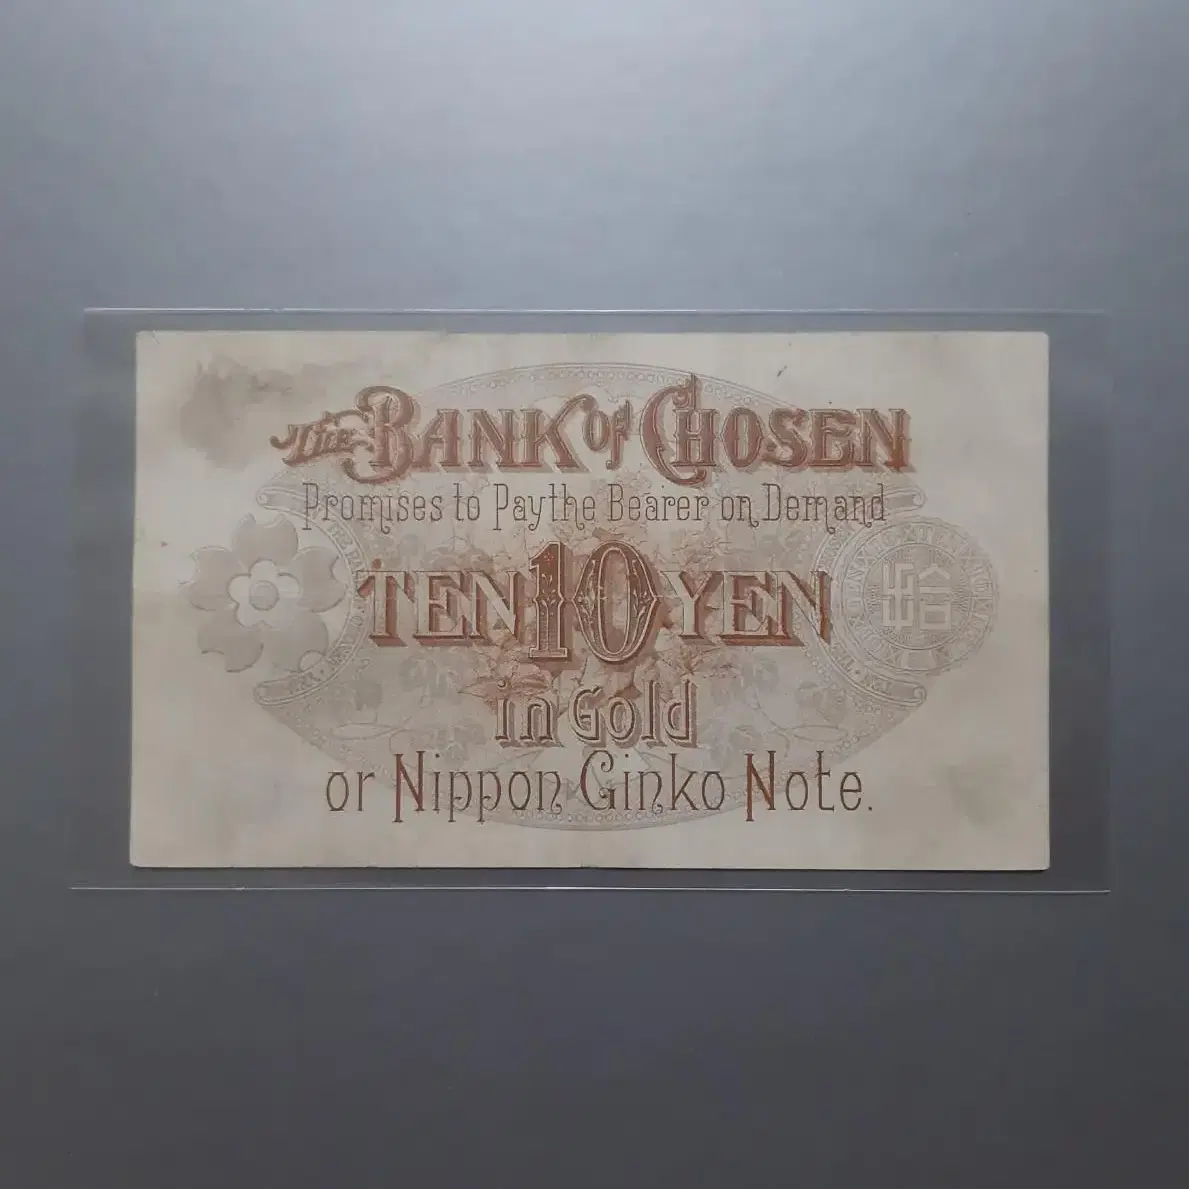 THE BANK OF CHOSEN
Promises to Pay the Bearer on Demand
TEN 10 YEN
拾
in Gold
or Nippon Ginko Note.